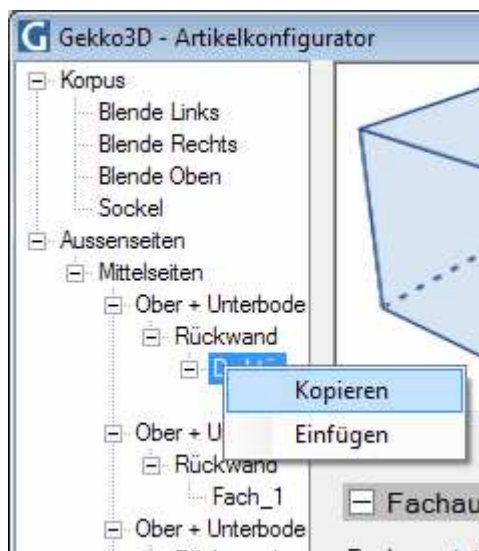 Gekko3D - Artikelkonfigurator
Korpus
Blende Links
Blende Rechts
Blende Oben
Sockel
Aussenseiten
Mittelseiten
Ober + Unterbode
Rückwand
Kopieren
Ober + U
Einfügen
Rückwand
Fach_1
Fachau
Ober + Unterbode